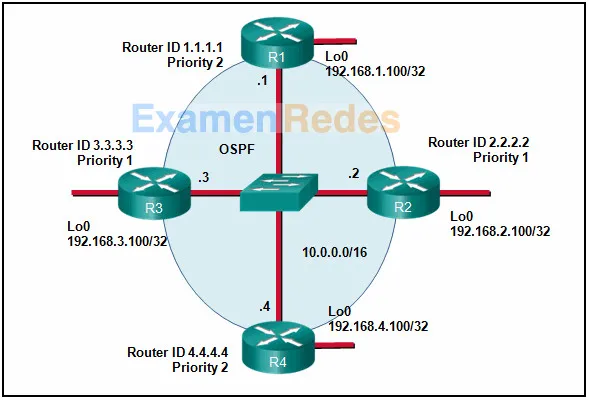 Router ID 1.1.1.1
Priority 2
R1
Lo0
192.168.1.100/32
.1
ExamenRedes
Router ID 3.3.3.3
Priority 1
OSPF
Router ID 2.2.2.2
Priority 1
.3
.2
R3
R2
Lo0
192.168.3.100/32
Lo0
192.168.2.100/32
10.0.0.0/16
.4
Lo0
192.168.4.100/32
Router ID 4.4.4.4
Priority 2
R4